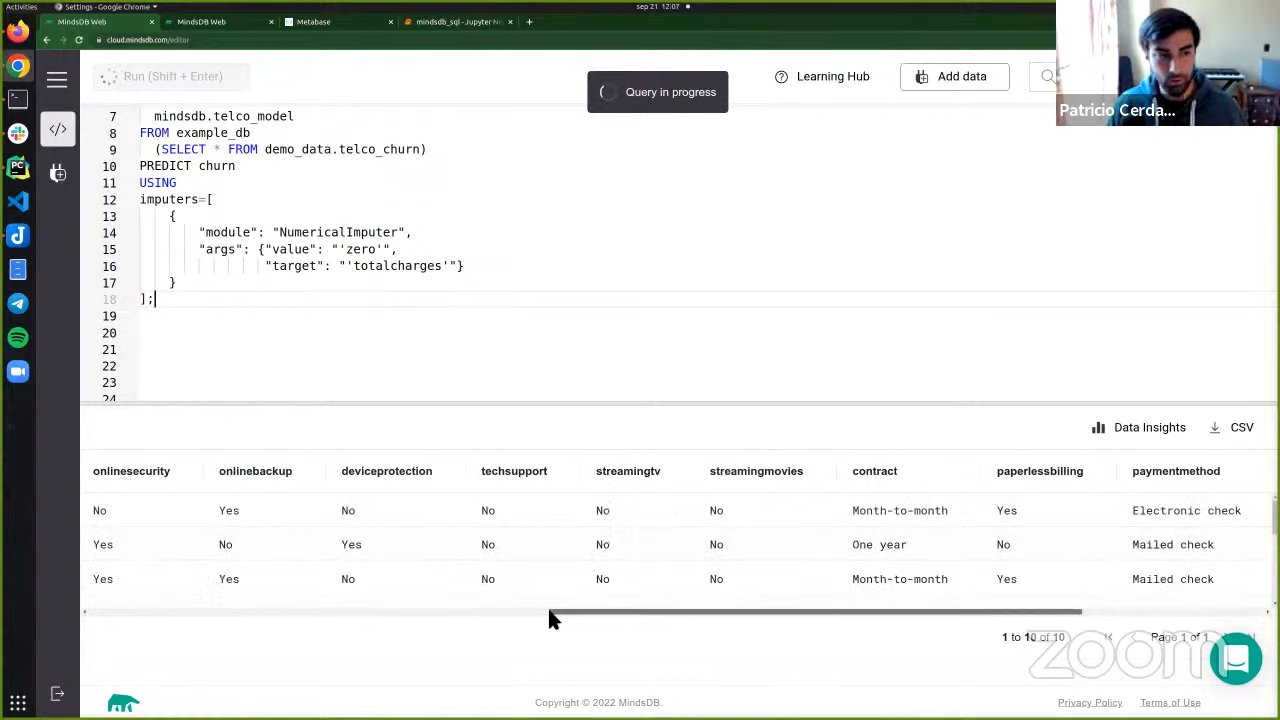 Activities
Settings - Google Chrome
sep 21 12:07
MindsDB Web
MindsDB Web
Metabase
mindsdb_sql - Jupyter No
cloud.mindsdb.com/editor
Run (Shift + Enter)
Query in progress
Learning Hub
Add data
Patricio Cerda...
7 mindsdb.telco_model
8 FROM example_db
9 (SELECT * FROM demo_data.telco_churn)
10 PREDICT churn
11 USING
12 imputers=[
13 {
14 "module": "NumericalImputer",
15 "args": {"value": "'zero'",
16 "target": "'totalcharges'"}
17 }
18 ];
19
20
21
22
23
24
Data Insights
CSV
onlinesecurity onlinebackup deviceprotection techsupport streamingtv streamingmovies contract paperlessbilling paymentmethod
No Yes No No No No Month-to-month Yes Electronic check
Yes No Yes No No No One year No Mailed check
Yes Yes No No No No Month-to-month Yes Mailed check
1 to 10 of 10
Page 1 of 1
zoom
Copyright © 2022 MindsDB.
Privacy Policy
Terms of Use